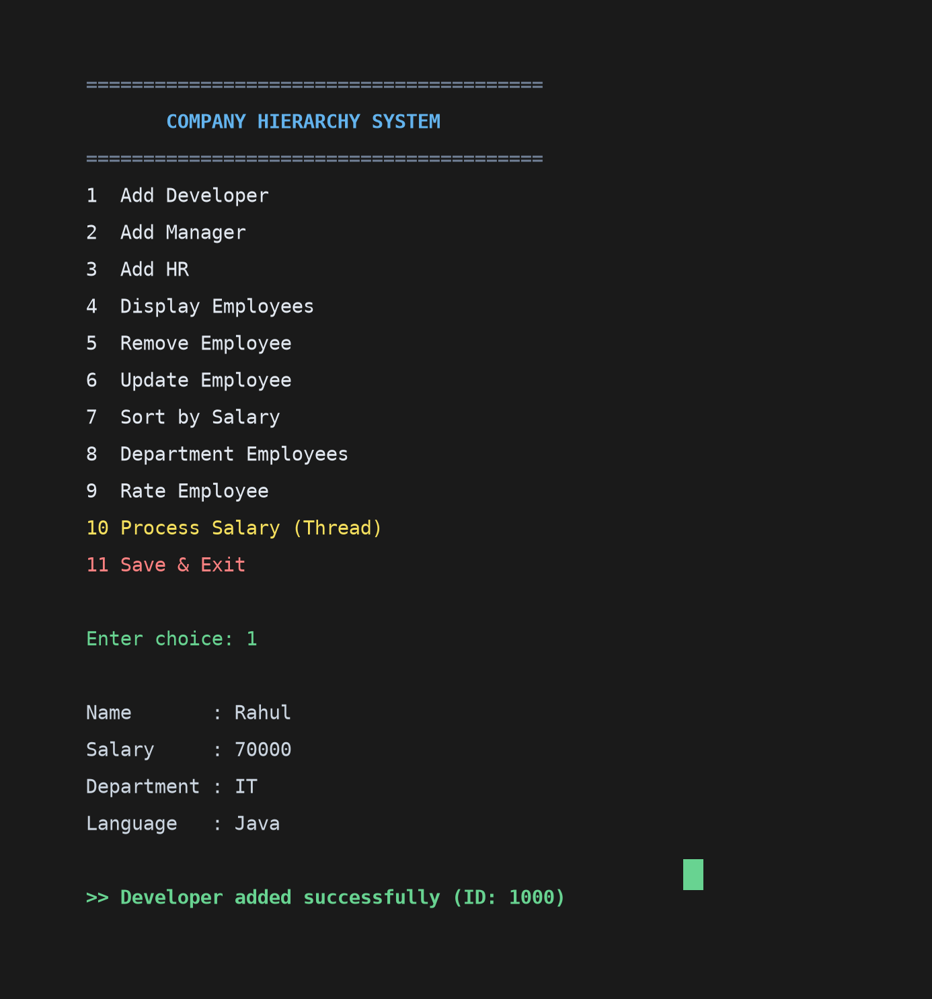 ========================================
COMPANY HIERARCHY SYSTEM
========================================
1  Add Developer
2  Add Manager
3  Add HR
4  Display Employees
5  Remove Employee
6  Update Employee
7  Sort by Salary
8  Department Employees
9  Rate Employee
10 Process Salary (Thread)
11 Save & Exit
Enter choice: 1
Name       : Rahul
Salary     : 70000
Department : IT
Language   : Java
>> Developer added successfully (ID: 1000)